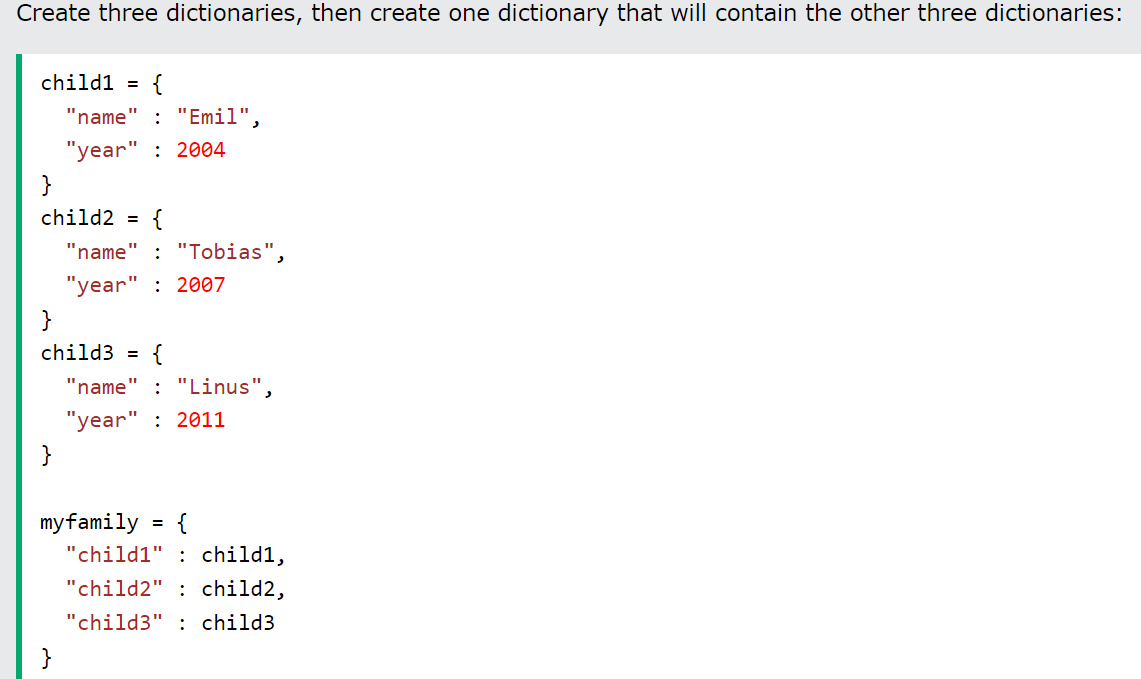 Create three dictionaries, then create one dictionary that will contain the other three dictionaries:
child1 = {
  "name" : "Emil",
  "year" : 2004
}
child2 = {
  "name" : "Tobias",
  "year" : 2007
}
child3 = {
  "name" : "Linus",
  "year" : 2011
}

myfamily = {
  "child1" : child1,
  "child2" : child2,
  "child3" : child3
}